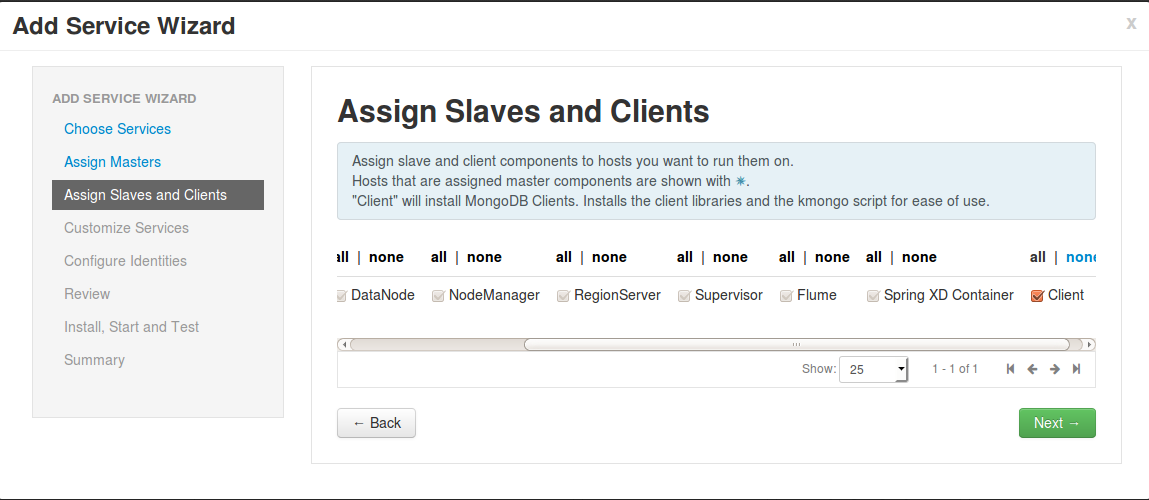 Add Service Wizard
x
ADD SERVICE WIZARD
Choose Services
Assign Masters
Assign Slaves and Clients
Customize Services
Configure Identities
Review
Install, Start and Test
Summary
Assign Slaves and Clients
Assign slave and client components to hosts you want to run them on.
Hosts that are assigned master components are shown with ✷.
"Client" will install MongoDB Clients. Installs the client libraries and the kmongo script for ease of use.
all | none all | none all | none all | none all | none all | none all | none
DataNode NodeManager RegionServer Supervisor Flume Spring XD Container Client
Show: 25 1 - 1 of 1
← Back Next →